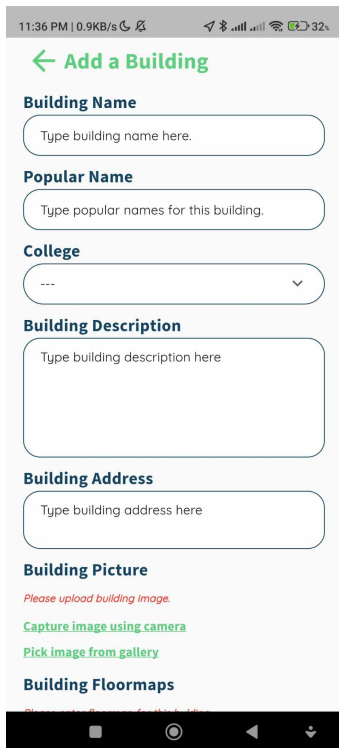 11:36 PM | 0.9KB/s
32%
Add a Building
Building Name
Type building name here.
Popular Name
Type popular names for this building.
College
---
Building Description
Type building description here
Building Address
Type building address here
Building Picture
Please upload building image.
Capture image using camera
Pick image from gallery
Building Floormaps